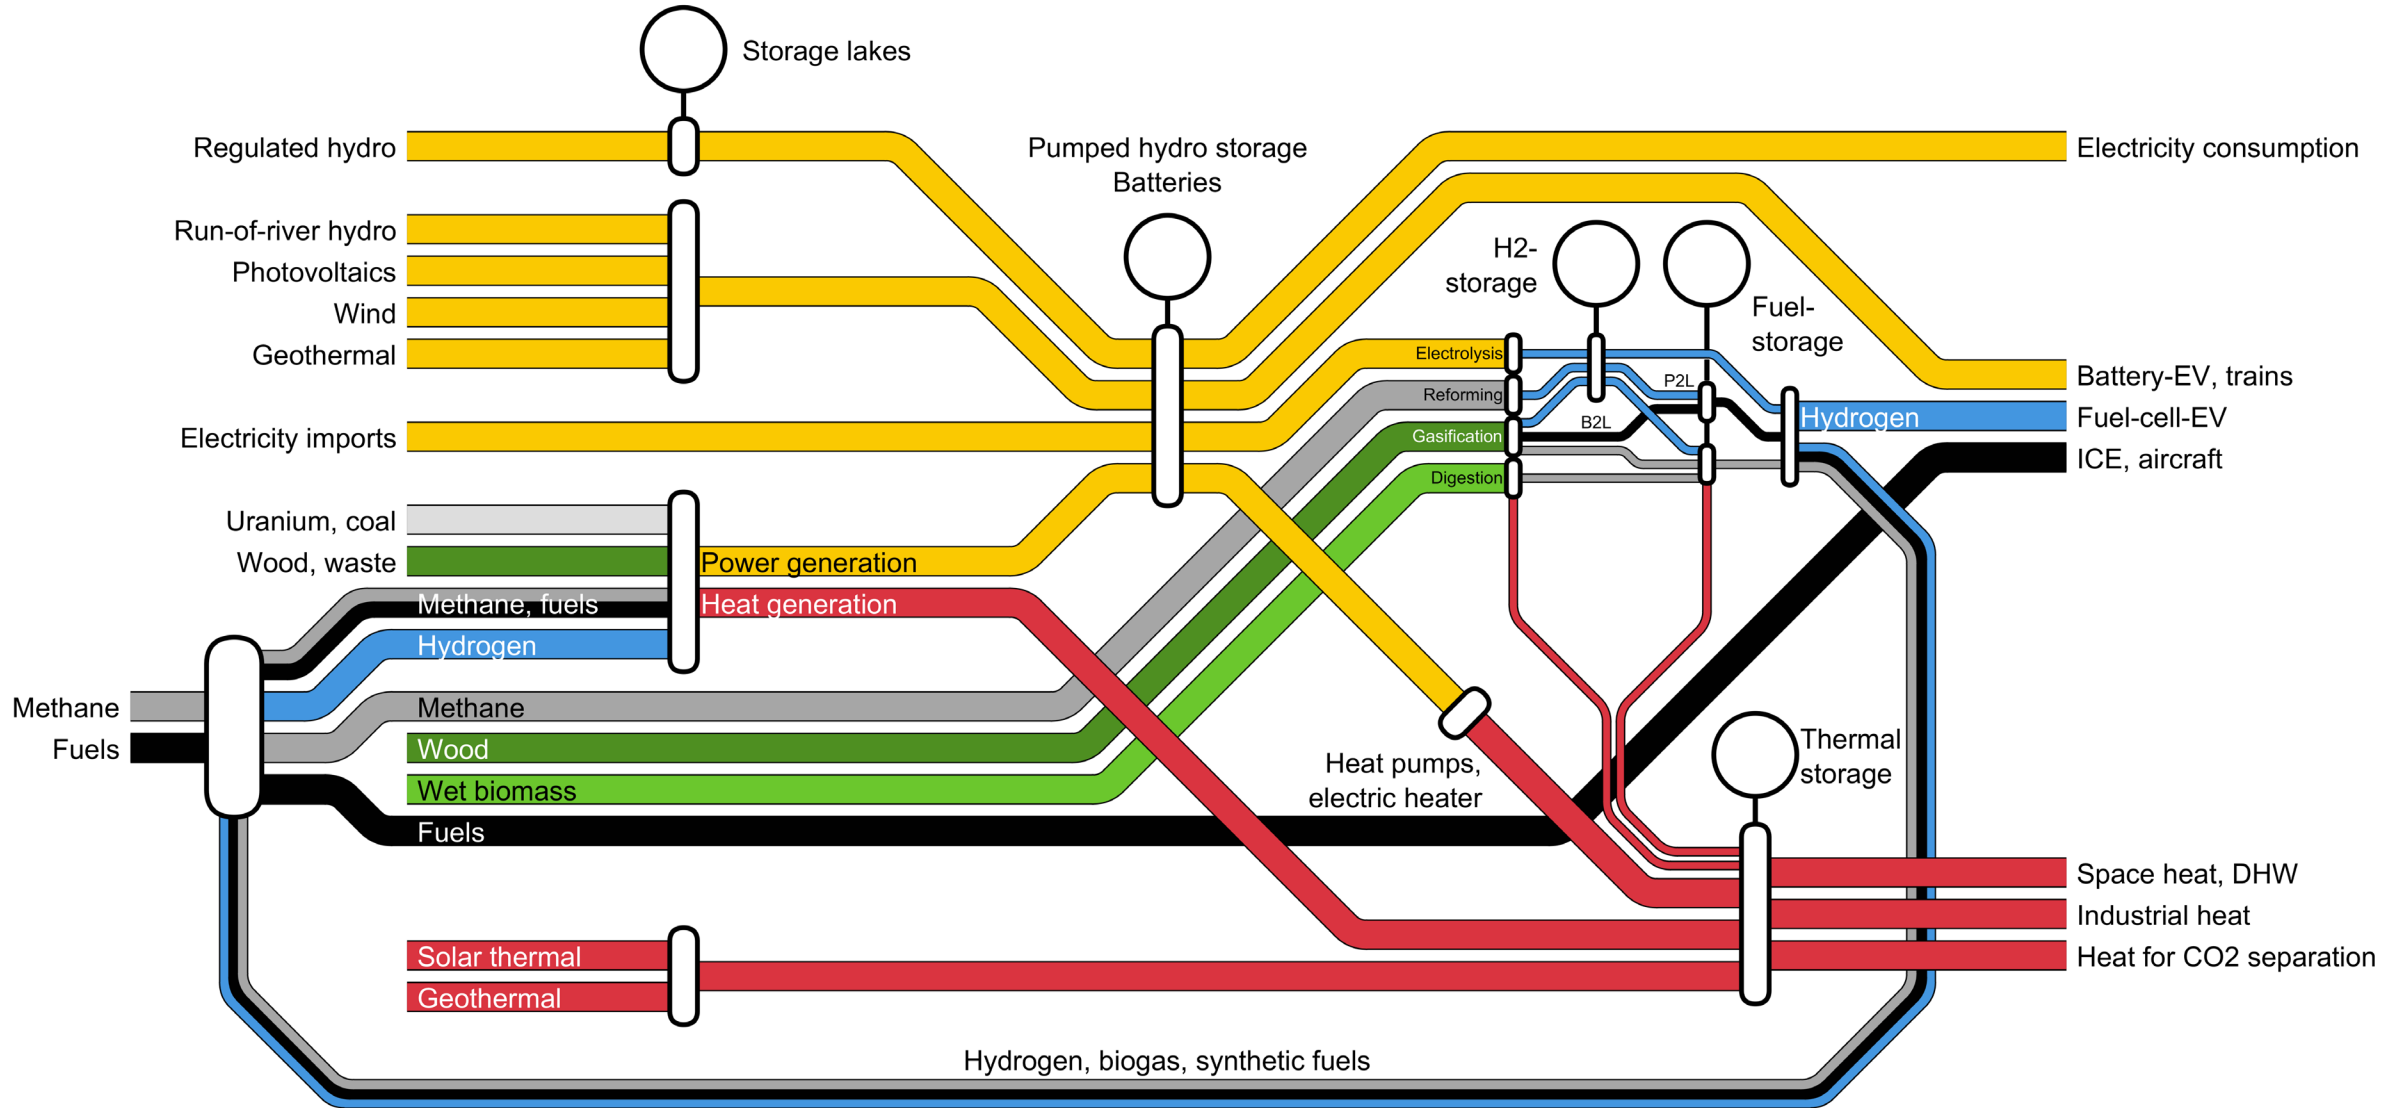 Storage lakes
Regulated hydro
Pumped hydro storage
Batteries
Electricity consumption
Run-of-river hydro
Photovoltaics
Wind
Geothermal
H2-
storage
Fuel-
storage
Electrolysis
Reforming
Gasification
Digestion
P2L
B2L
Battery-EV, trains
Hydrogen
Fuel-cell-EV
ICE, aircraft
Electricity imports
Uranium, coal
Wood, waste
Power generation
Methane, fuels
Heat generation
Hydrogen
Methane
Fuels
Methane
Wood
Wet biomass
Fuels
Heat pumps,
electric heater
Thermal
storage
Space heat, DHW
Industrial heat
Heat for CO2 separation
Solar thermal
Geothermal
Hydrogen, biogas, synthetic fuels